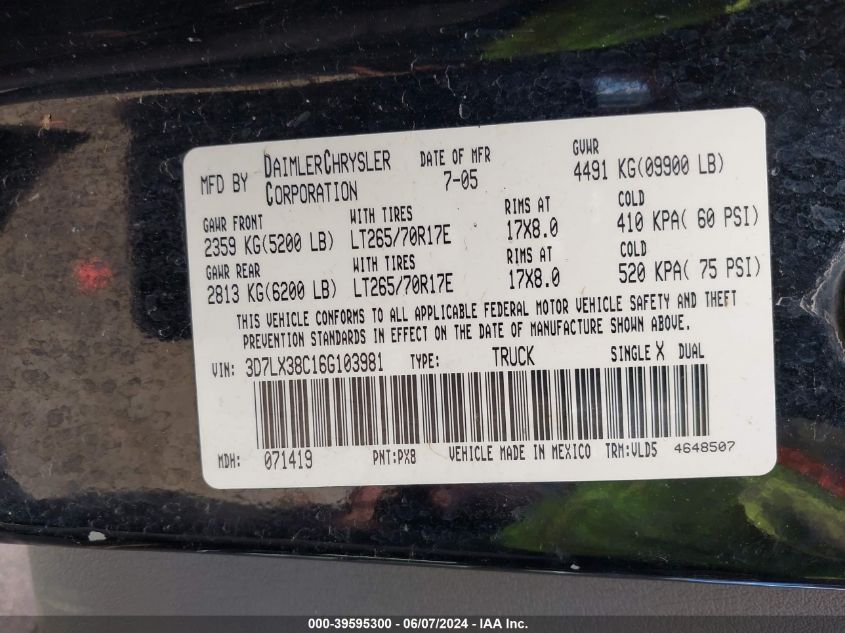 MFD BY DAIMLERCHRYSLER CORPORATION DATE OF MFR 7-05 GVWR 4491 KG(09900 LB)
GAWR FRONT WITH TIRES RIMS AT COLD
2359 KG(5200 LB) LT265/70R17E 17X8.0 410 KPA( 60 PSI)
GAWR REAR WITH TIRES RIMS AT COLD
2813 KG(6200 LB) LT265/70R17E 17X8.0 520 KPA( 75 PSI)
THIS VEHICLE CONFORMS TO ALL APPLICABLE FEDERAL MOTOR VEHICLE SAFETY AND THEFT
PREVENTION STANDARDS IN EFFECT ON THE DATE OF MANUFACTURE SHOWN ABOVE.
VIN: 3D7LX38C16G103981 TYPE: TRUCK SINGLE X DUAL
MDH: 071419 PNT:PX8 VEHICLE MADE IN MEXICO TRM:VLD5 4648507
000-39595300 - 06/07/2024 - IAA Inc.